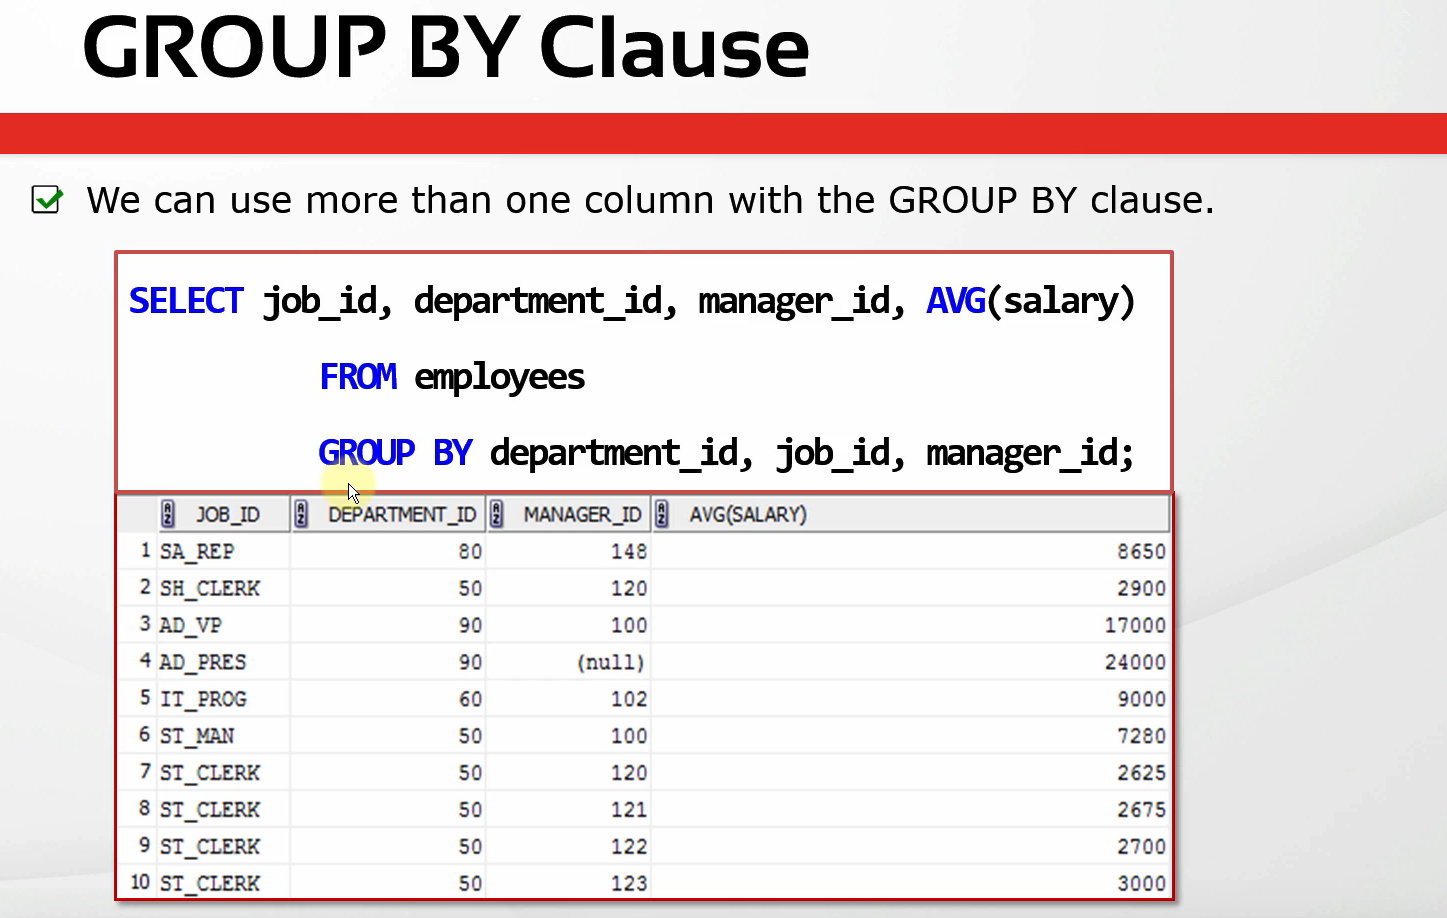 GROUP BY Clause
We can use more than one column with the GROUP BY clause.
SELECT job_id, department_id, manager_id, AVG(salary)
FROM employees
GROUP BY department_id, job_id, manager_id;
JOB_ID DEPARTMENT_ID MANAGER_ID AVG(SALARY)
1 SA_REP 80 148 8650
2 SH_CLERK 50 120 2900
3 AD_VP 90 100 17000
4 AD_PRES 90 (null) 24000
5 IT_PROG 60 102 9000
6 ST_MAN 50 100 7280
7 ST_CLERK 50 120 2625
8 ST_CLERK 50 121 2675
9 ST_CLERK 50 122 2700
10 ST_CLERK 50 123 3000